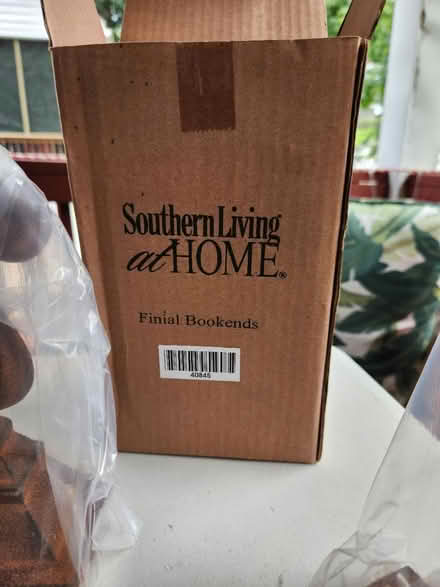 Southern Living
at HOME®
Finial Bookends
40845